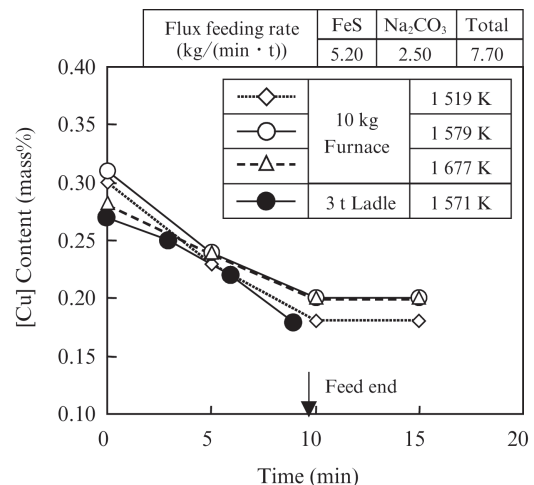 Flux feeding rate (kg/(min · t)) FeS Na₂CO₃ Total
5.20 2.50 7.70
0.40
0.35
0.30
0.25
0.20
0.15
0.10
[Cu] Content (mass%)
10 kg Furnace
1 519 K
1 579 K
1 677 K
3 t Ladle 1 571 K
Feed end
0 5 10 15 20
Time (min)